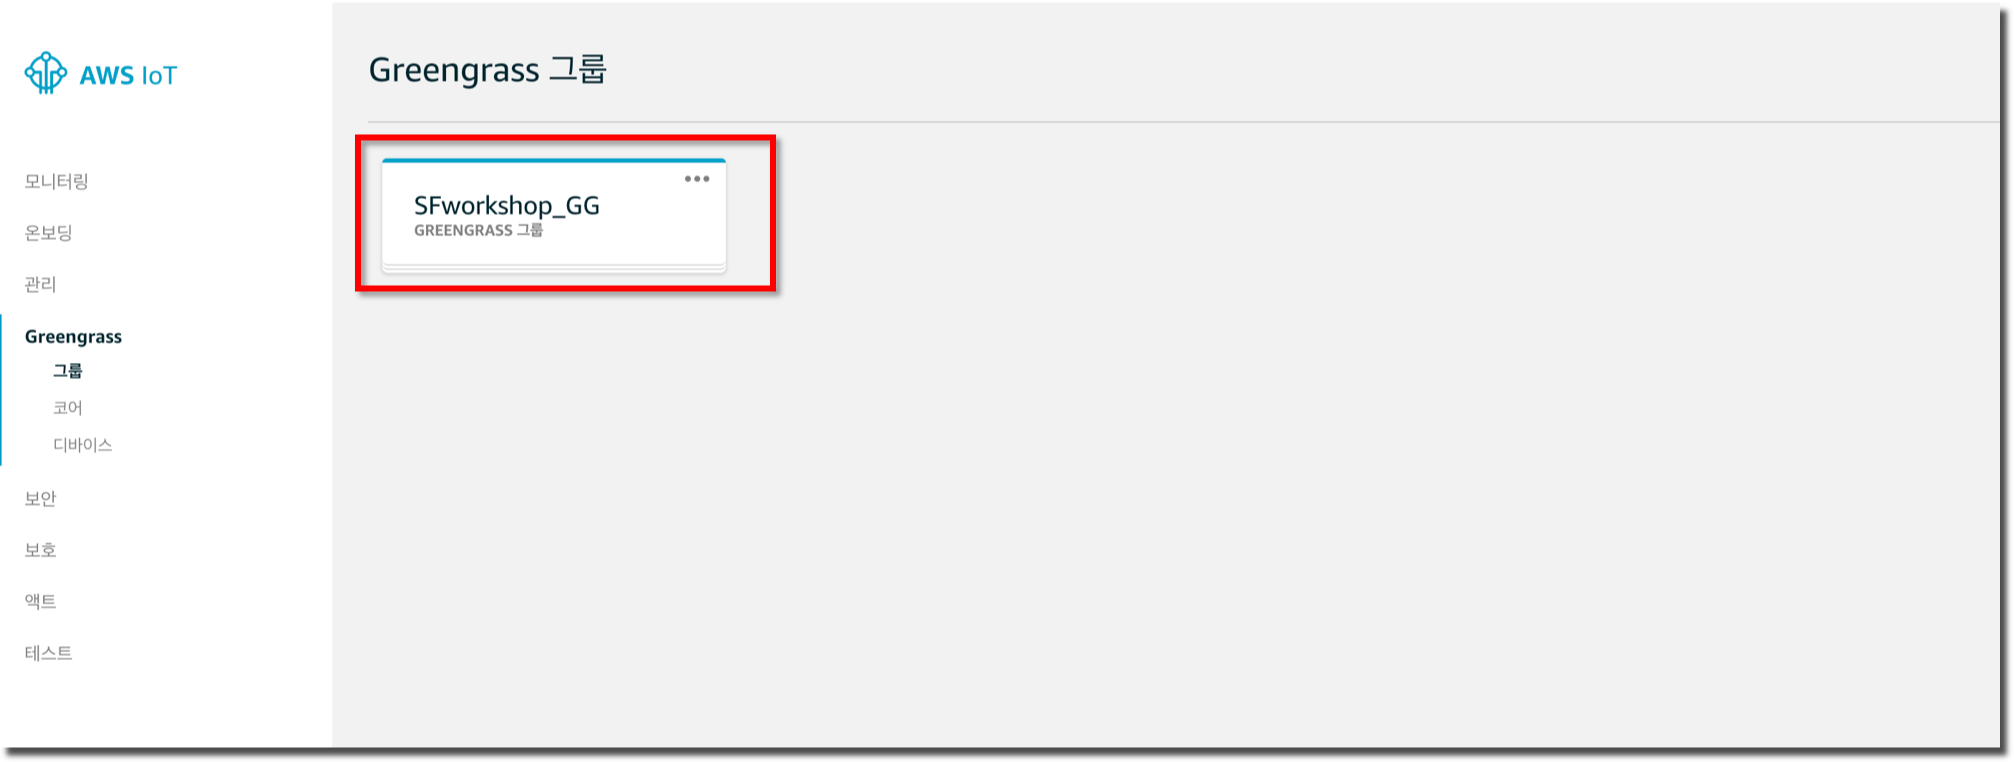 AWS IoT
모니터링
온보딩
관리
Greengrass
그룹
코어
디바이스
보안
보호
액트
테스트
Greengrass 그룹
SFworkshop_GG
GREENGRASS 그룹